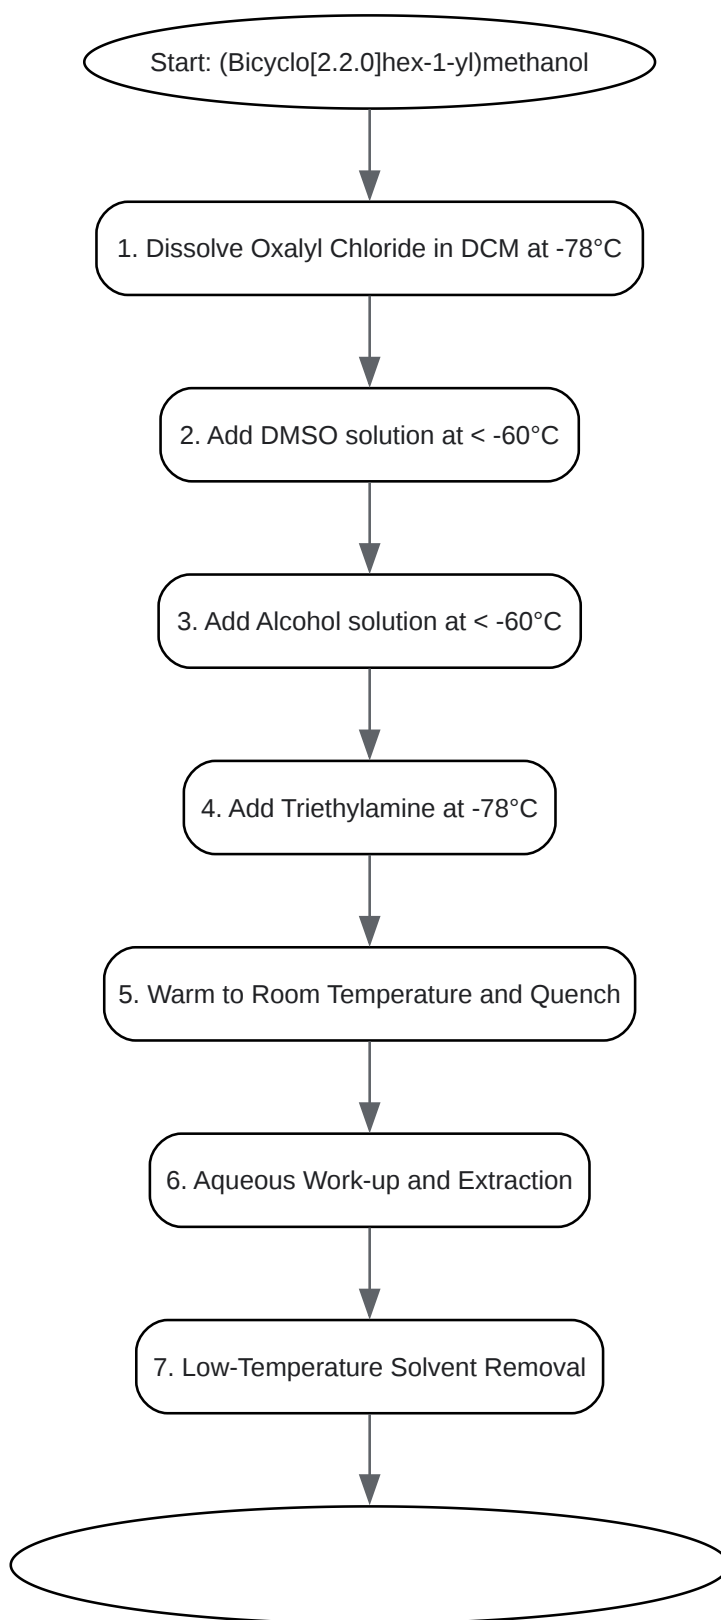 Start: (Bicyclo[2.2.0]hex-1-yl)methanol
1. Dissolve Oxalyl Chloride in DCM at -78°C
2. Add DMSO solution at < -60°C
3. Add Alcohol solution at < -60°C
4. Add Triethylamine at -78°C
5. Warm to Room Temperature and Quench
6. Aqueous Work-up and Extraction
7. Low-Temperature Solvent Removal